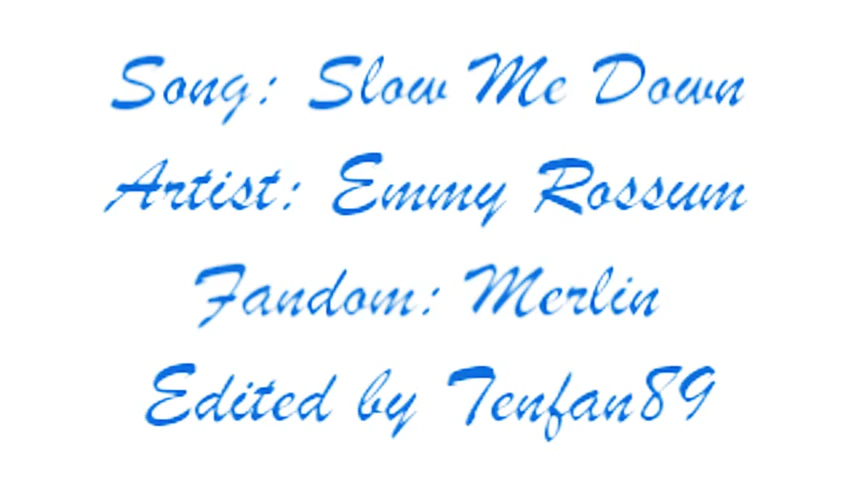 Song: Slow Me Down
Artist: Emmy Rossum
Fandom: Merlin
Edited by Tenfan89